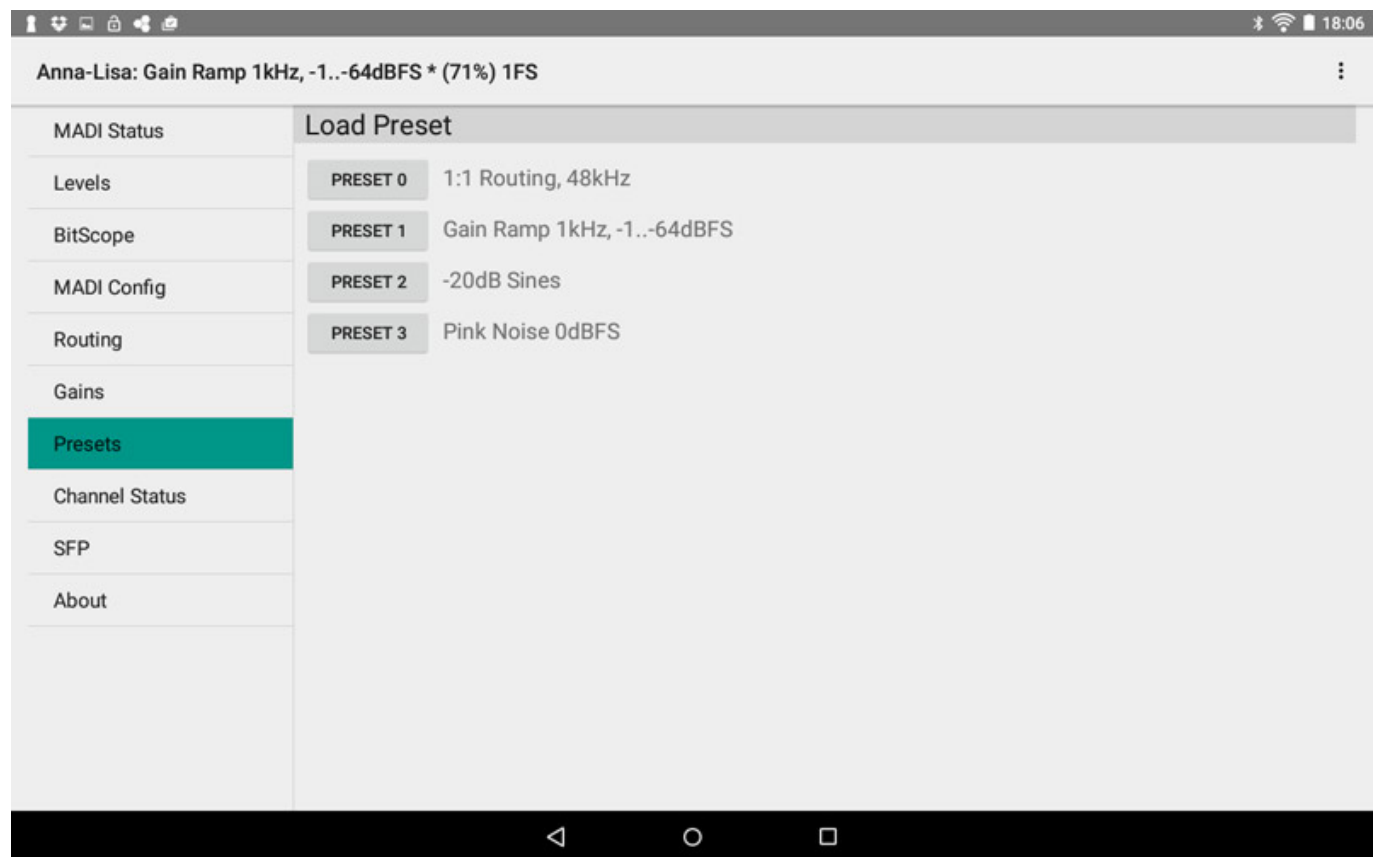 18:06
Anna-Lisa: Gain Ramp 1kHz, -1..-64dBFS * (71%) 1FS
MADI Status
Levels
BitScope
MADI Config
Routing
Gains
Presets
Channel Status
SFP
About
Load Preset
PRESET 0 1:1 Routing, 48kHz
PRESET 1 Gain Ramp 1kHz, -1..-64dBFS
PRESET 2 -20dB Sines
PRESET 3 Pink Noise 0dBFS